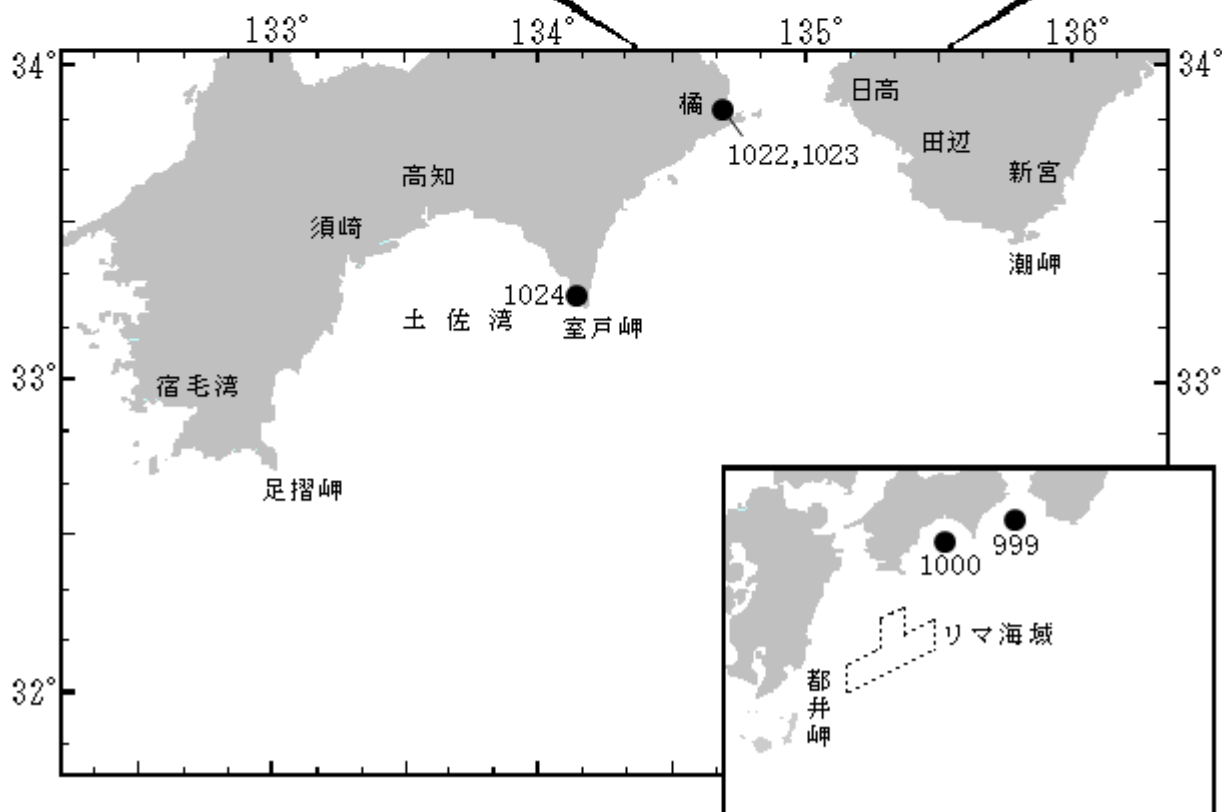 133° 134° 135° 136°
34° 34°
橘 日高
1022,1023 田辺
高知 新宮
須崎
潮岬
1024
土佐湾 室戸岬
33° 33°
宿毛湾
足摺岬
999
1000
リマ海域
都井岬
32°